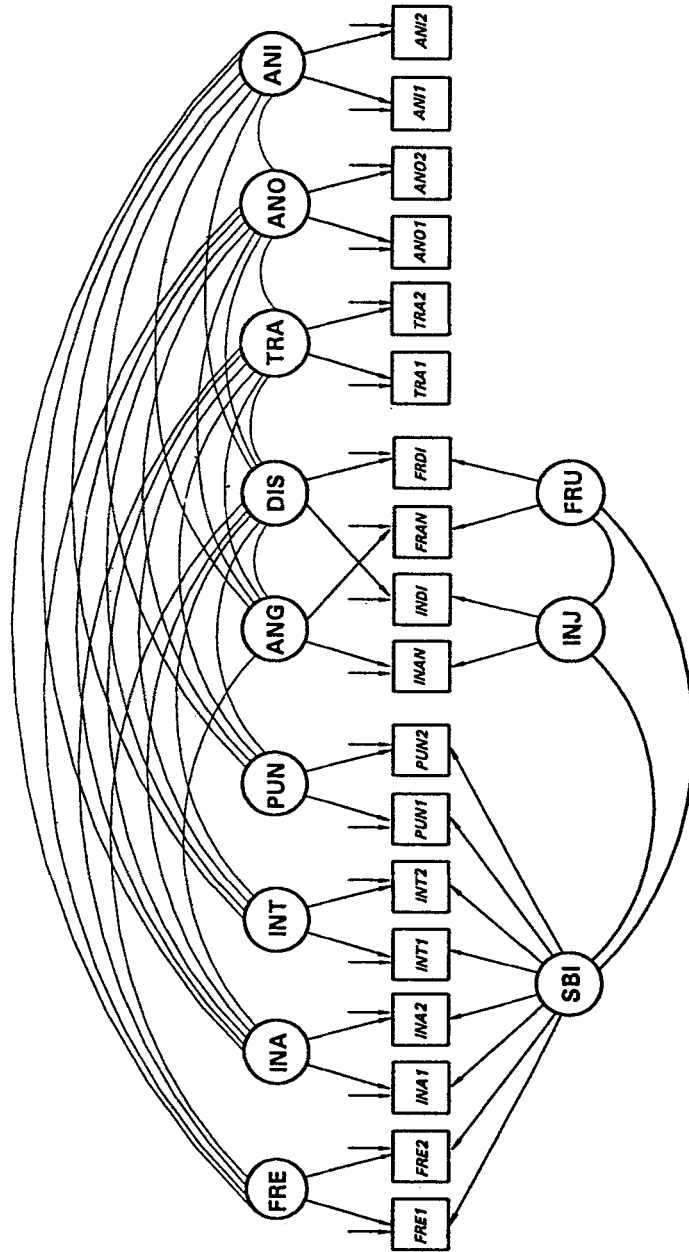 FRE
INA
INT
PUN
ANG
DIS
TRA
ANO
ANI
FRE1
FRE2
INA1
INA2
INT1
INT2
PUN1
PUN2
INAN
INDI
FRAN
FRDI
TRA1
TRA2
ANO1
ANO2
ANI1
ANI2
SBI
INJ
FRU